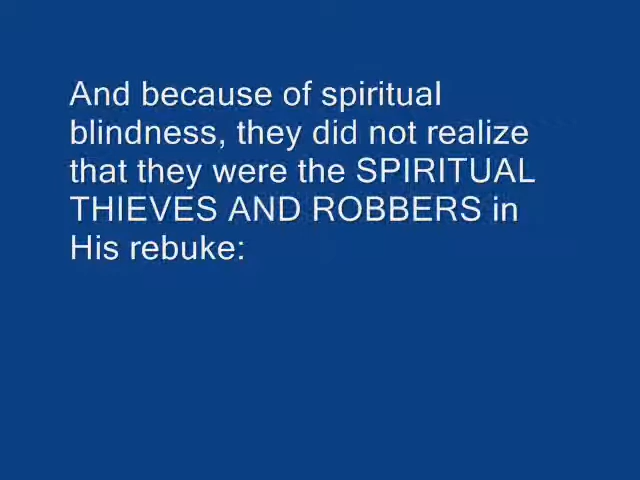 And because of spiritual
blindness, they did not realize
that they were the SPIRITUAL
THIEVES AND ROBBERS in
His rebuke: